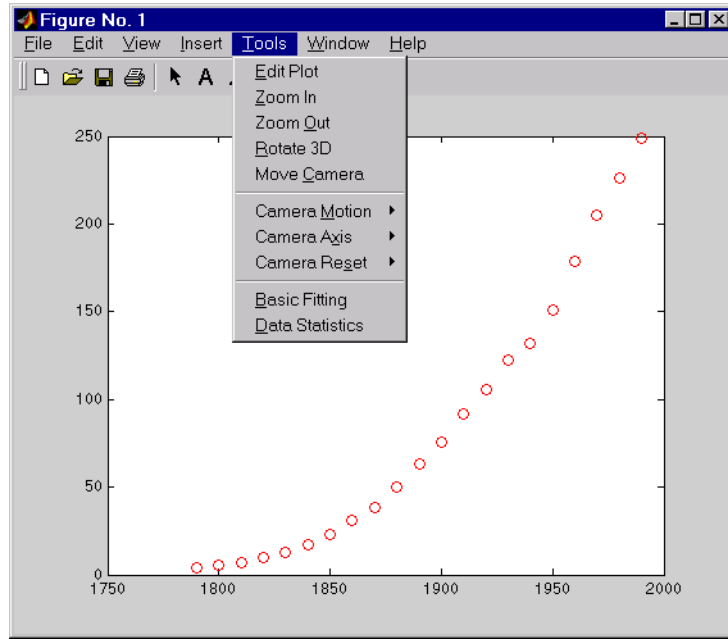 Figure No. 1
File Edit View Insert Tools Window Help
A
Edit Plot
Zoom In
Zoom Out
Rotate 3D
Move Camera
Camera Motion
Camera Axis
Camera Reset
Basic Fitting
Data Statistics
250
200
150
100
50
0
1750 1800 1850 1900 1950 2000